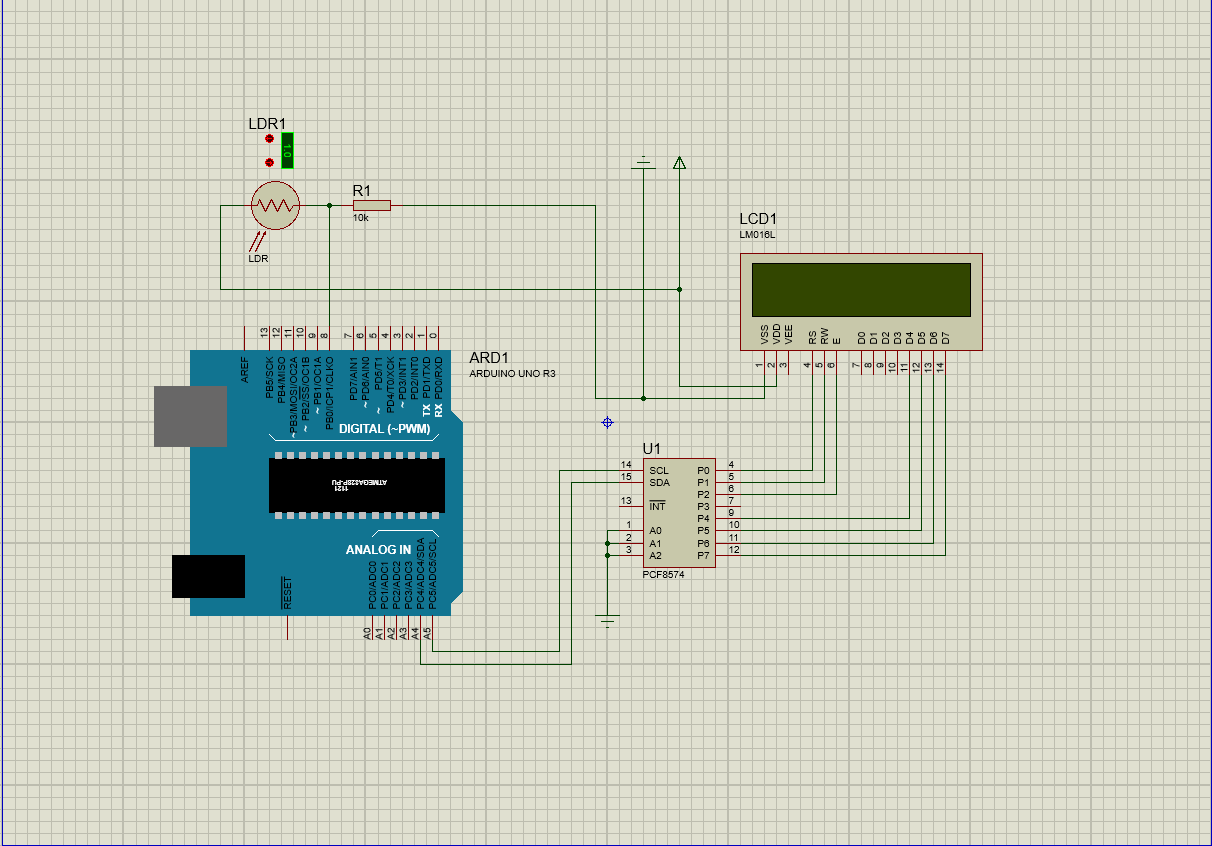 LDR1
1.0
R1
10k
LDR
LCD1
LM016L
VSS
VDD
VEE
RS
RW
E
D0
D1
D2
D3
D4
D5
D6
D7
1
2
3
4
5
6
7
8
9
10
11
12
13
14
13
12
11
10
9
8
7
6
5
4
3
2
1
0
ARD1
ARDUINO UNO R3
AREF
PB5/SCK
PB4/MISO
~PB3/MOSI/OC2A
~ PB2/SS/OC1B
~ PB1/OC1A
PB0/ICP1/CLKO
PD7/AIN1
~ PD6/AIN0
~ PD5/T1
PD4/T0/XCK
~ PD3/INT1
PD2/INT0
TX PD1/TXD
RX PD0/RXD
DIGITAL (~PWM)
ATMEGA328P-PU
1121
ANALOG IN
RESET
PC0/ADC0
PC1/ADC1
PC2/ADC2
PC3/ADC3
PC4/ADC4/SDA
PC5/ADC5/SCL
A0
A1
A2
A3
A4
A5
U1
14 SCL P0 4
15 SDA P1 5
P2 6
13 INT P3 7
P4 9
1 A0 P5 10
2 A1 P6 11
3 A2 P7 12
PCF8574